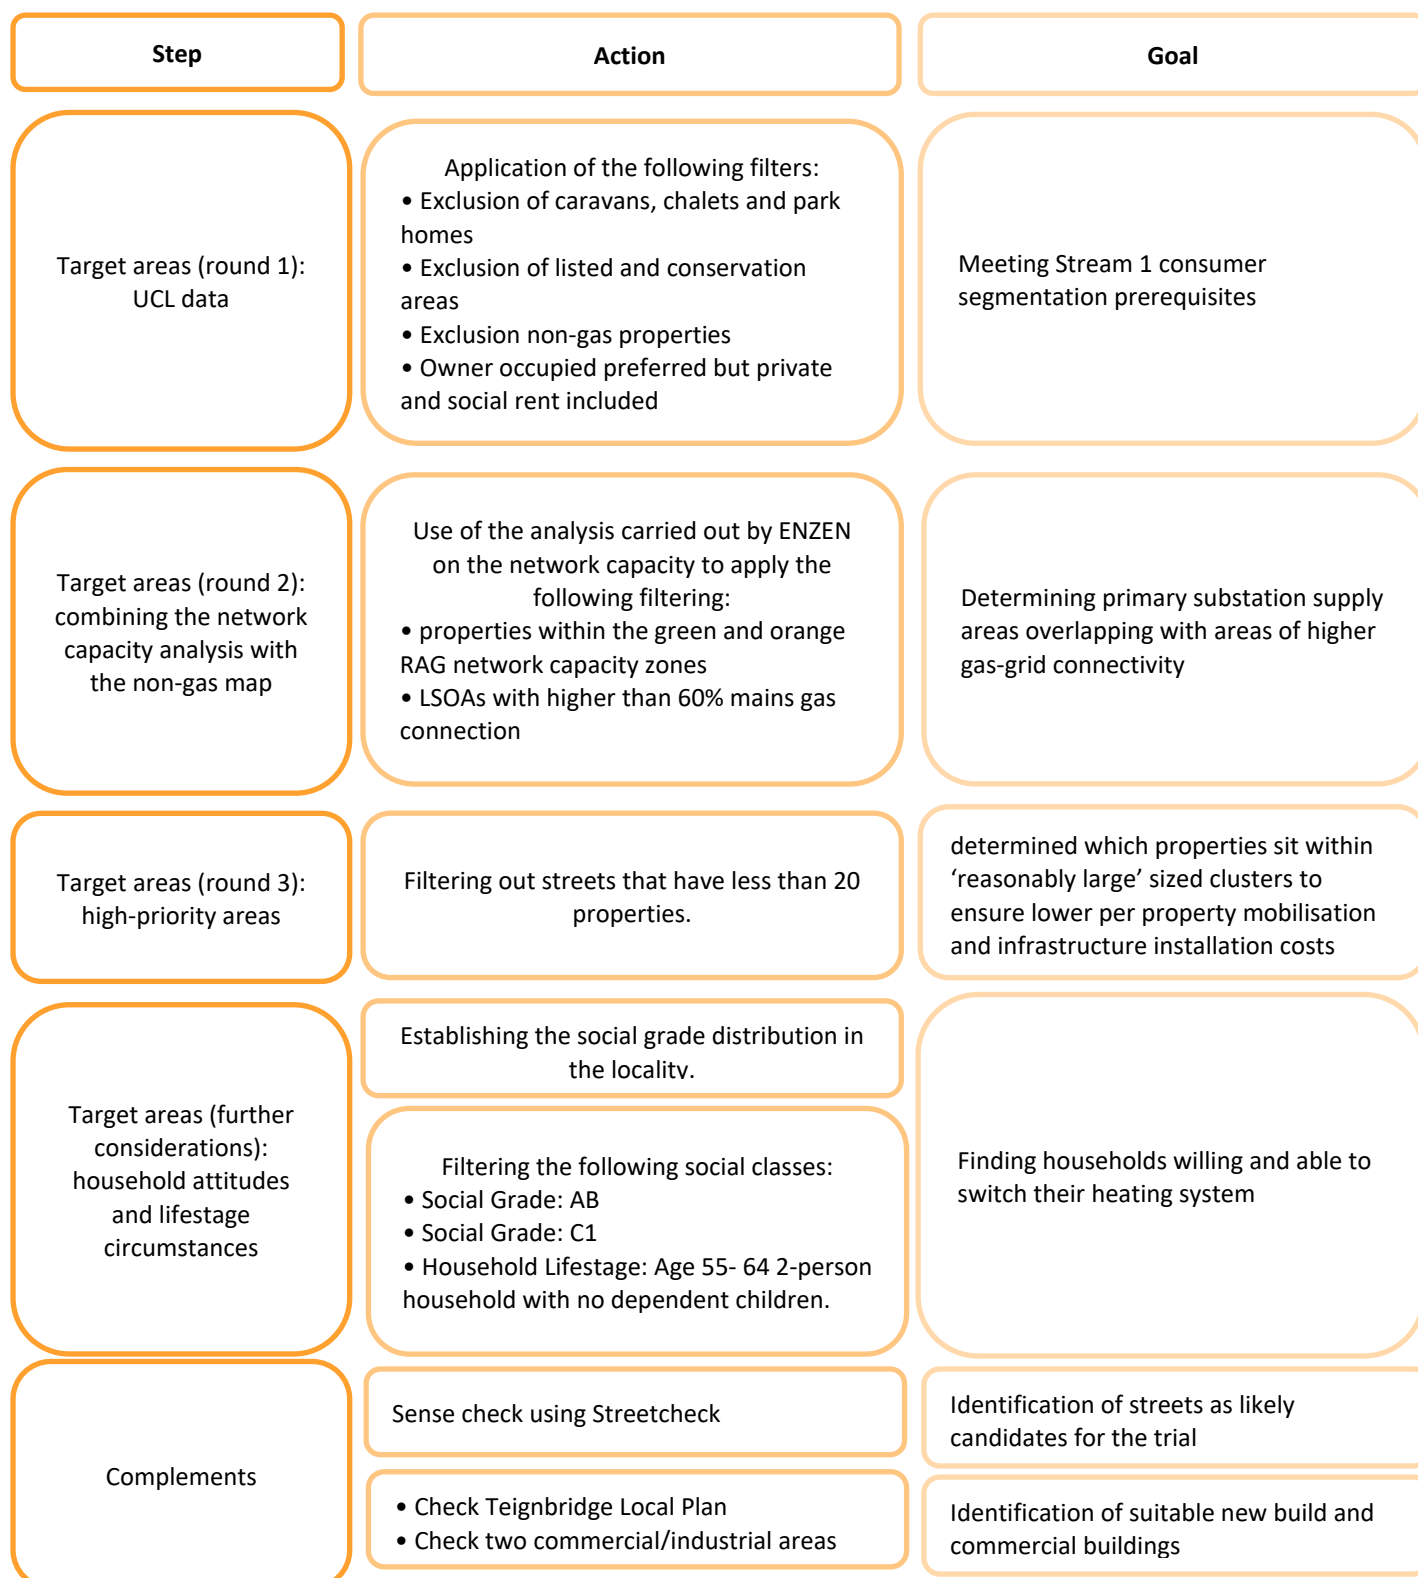 Step
Action
Goal
Target areas (round 1):
UCL data
Application of the following filters:
• Exclusion of caravans, chalets and park
homes
• Exclusion of listed and conservation
areas
• Exclusion non-gas properties
• Owner occupied preferred but private
and social rent included
Meeting Stream 1 consumer
segmentation prerequisites
Target areas (round 2):
combining the network
capacity analysis with
the non-gas map
Use of the analysis carried out by ENZEN
on the network capacity to apply the
following filtering:
• properties within the green and orange
RAG network capacity zones
• LSOAs with higher than 60% mains gas
connection
Determining primary substation supply
areas overlapping with areas of higher
gas-grid connectivity
Target areas (round 3):
high-priority areas
Filtering out streets that have less than 20
properties.
determined which properties sit within
‘reasonably large’ sized clusters to
ensure lower per property mobilisation
and infrastructure installation costs
Target areas (further
considerations):
household attitudes
and lifestage
circumstances
Establishing the social grade distribution in
the locality.
Filtering the following social classes:
• Social Grade: AB
• Social Grade: C1
• Household Lifestage: Age 55- 64 2-person
household with no dependent children.
Finding households willing and able to
switch their heating system
Complements
Sense check using Streetcheck
Identification of streets as likely
candidates for the trial
• Check Teignbridge Local Plan
• Check two commercial/industrial areas
Identification of suitable new build and
commercial buildings